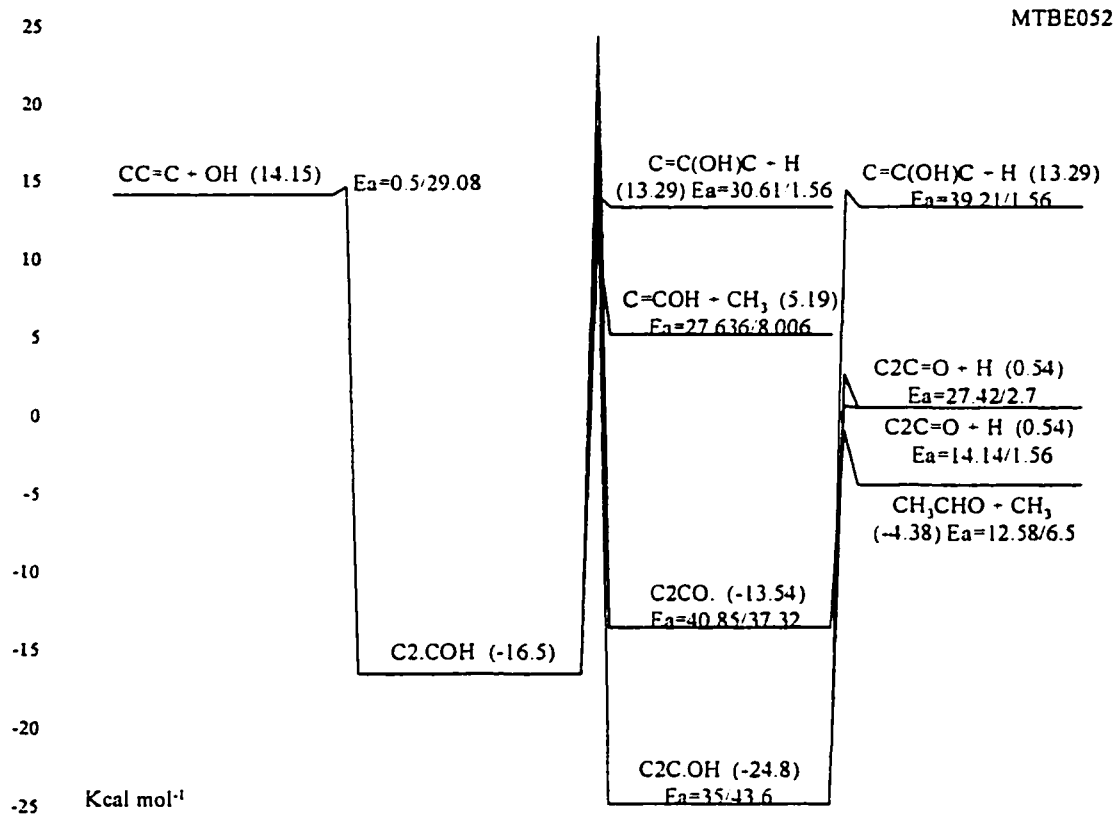 MTBE052
25
20
15
10
5
0
-5
-10
-15
-20
-25
Kcal mol-1
CC=C + OH (14.15)
Ea=0.5/29.08
C2.COH (-16.5)
C=C(OH)C + H
(13.29) Ea=30.61/1.56
C=COH + CH3 (5.19)
Ea=27.636/8.006
C2CO. (-13.54)
Ea=40.85/37.32
C2C.OH (-24.8)
Ea=35/43.6
C=C(OH)C + H (13.29)
Ea=39.21/1.56
C2C=O + H (0.54)
Ea=27.42/2.7
C2C=O + H (0.54)
Ea=14.14/1.56
CH3CHO + CH3
(-4.38) Ea=12.58/6.5